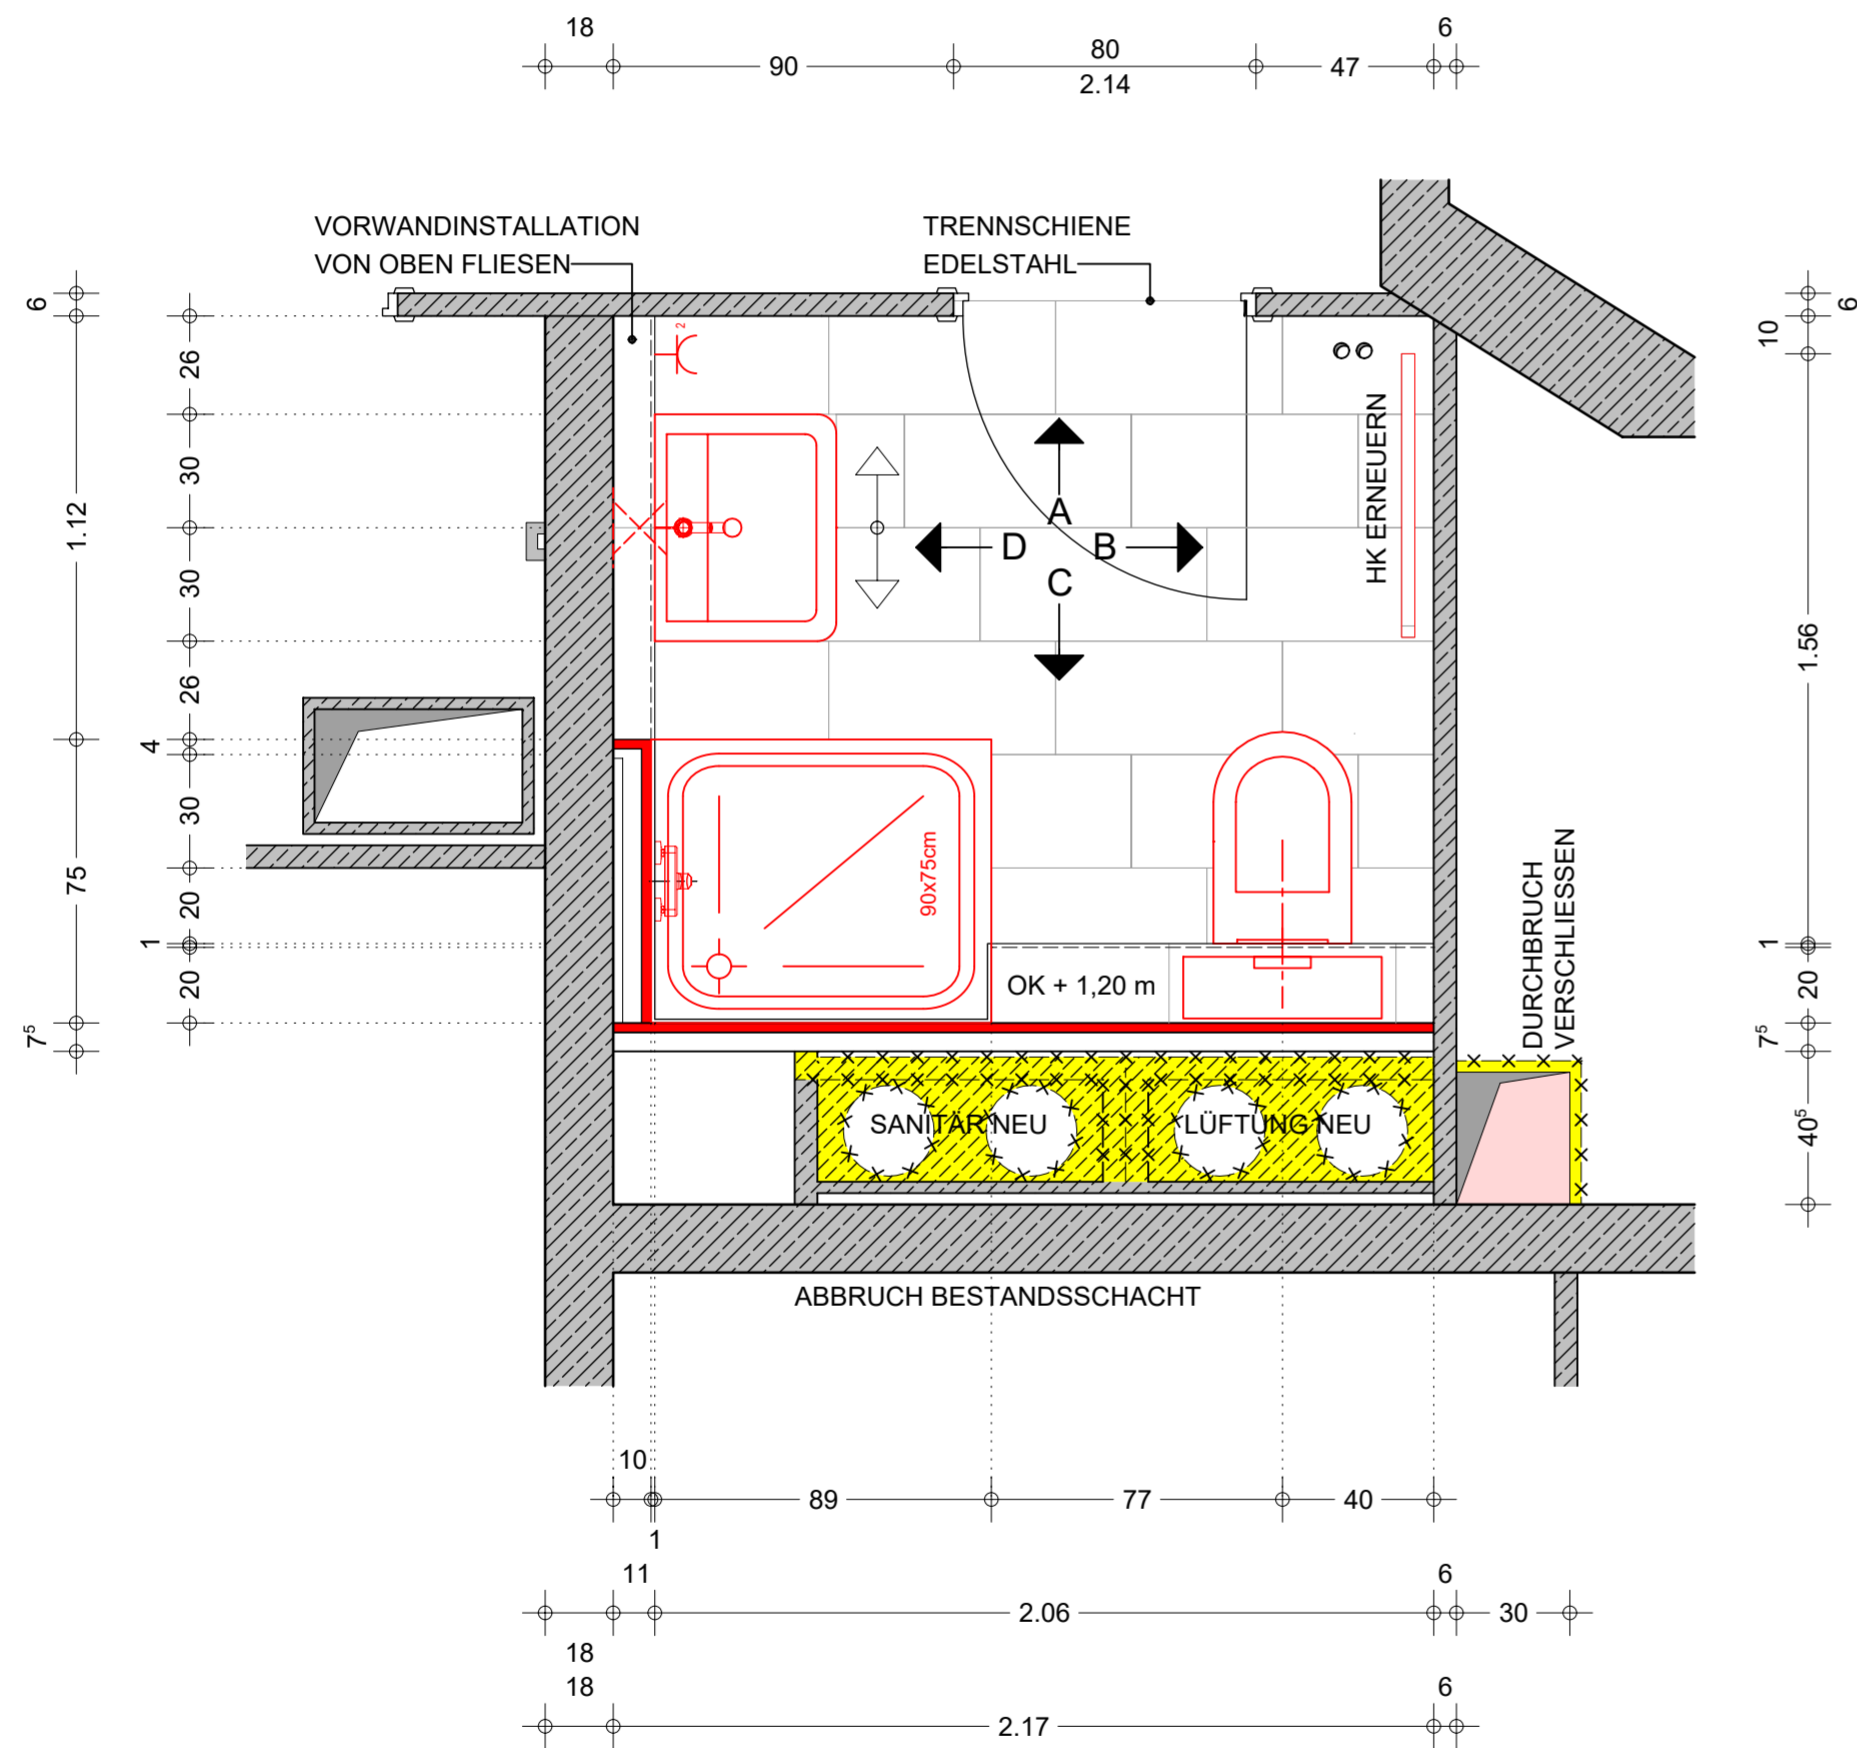 18
90
80
2.14
47
6
VORWANDINSTALLATION
VON OBEN FLIESEN
TRENNSCHIENE
EDELSTAHL
6
26
30
1.12
30
26
4
30
75
20
1
20
7⁵
2
A
D
B
C
HK ERNEUERN
6
10
1.56
1
20
7⁵
40⁵
90x75cm
OK + 1,20 m
DURCHBRUCH
VERSCHLIESSEN
SANITÄR NEU
LÜFTUNG NEU
ABBRUCH BESTANDSSCHACHT
10
89
77
40
1
11
6
2.06
30
18
18
6
2.17